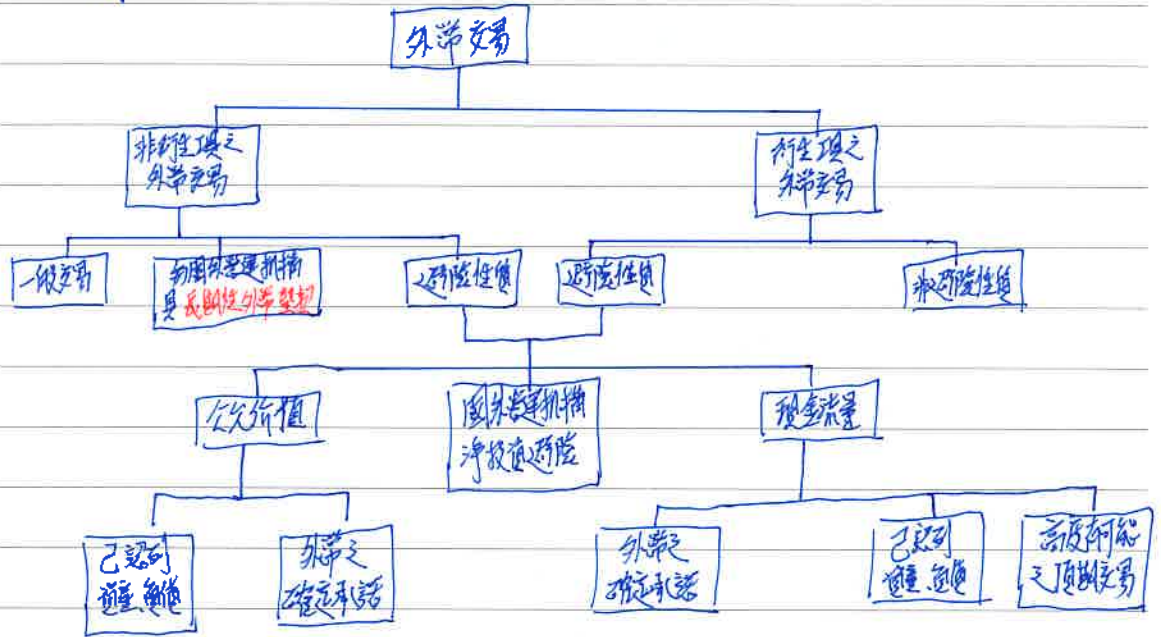 外幣交易
非衍生工具之
外幣交易
衍生工具之
外幣交易
一般交易
與國外營運機構
具長期性外幣墊款
避險性質
避險性質
非避險性質
公允价值
國外營運机構
淨投資避險
現金流量
已認列
資產、負債
外幣之
確定承諾
外幣之
確定承諾
已認列
資產、負債
高度可能
之預期交易